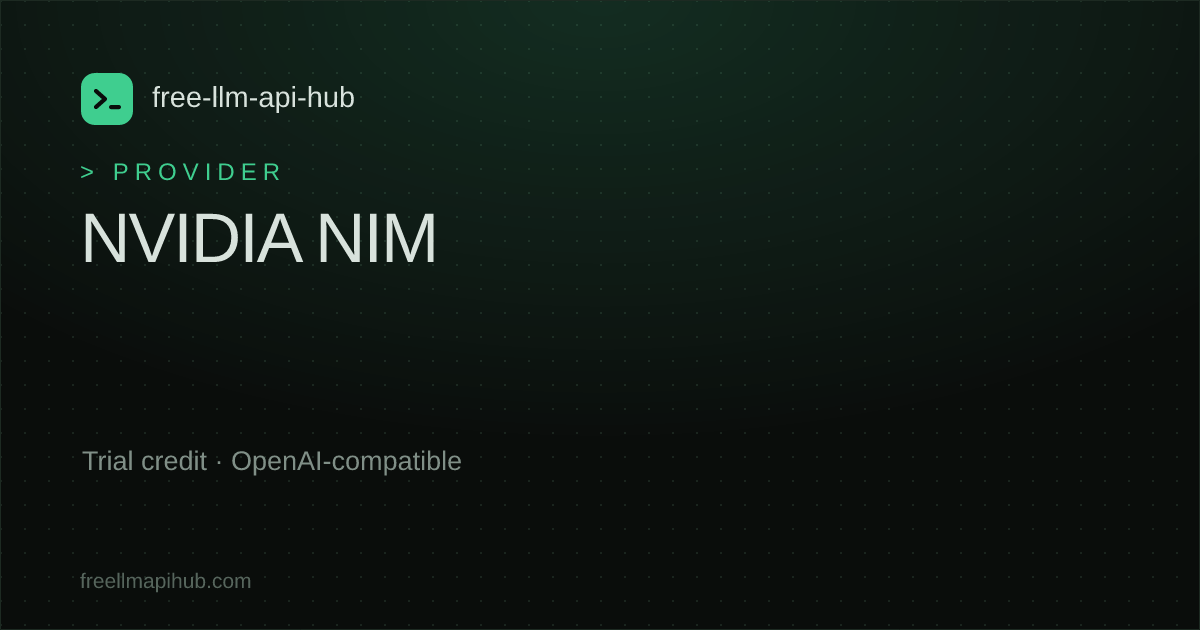 free-llm-api-hub
> PROVIDER
NVIDIA NIM
Trial credit · OpenAI-compatible
freellmapihub.com